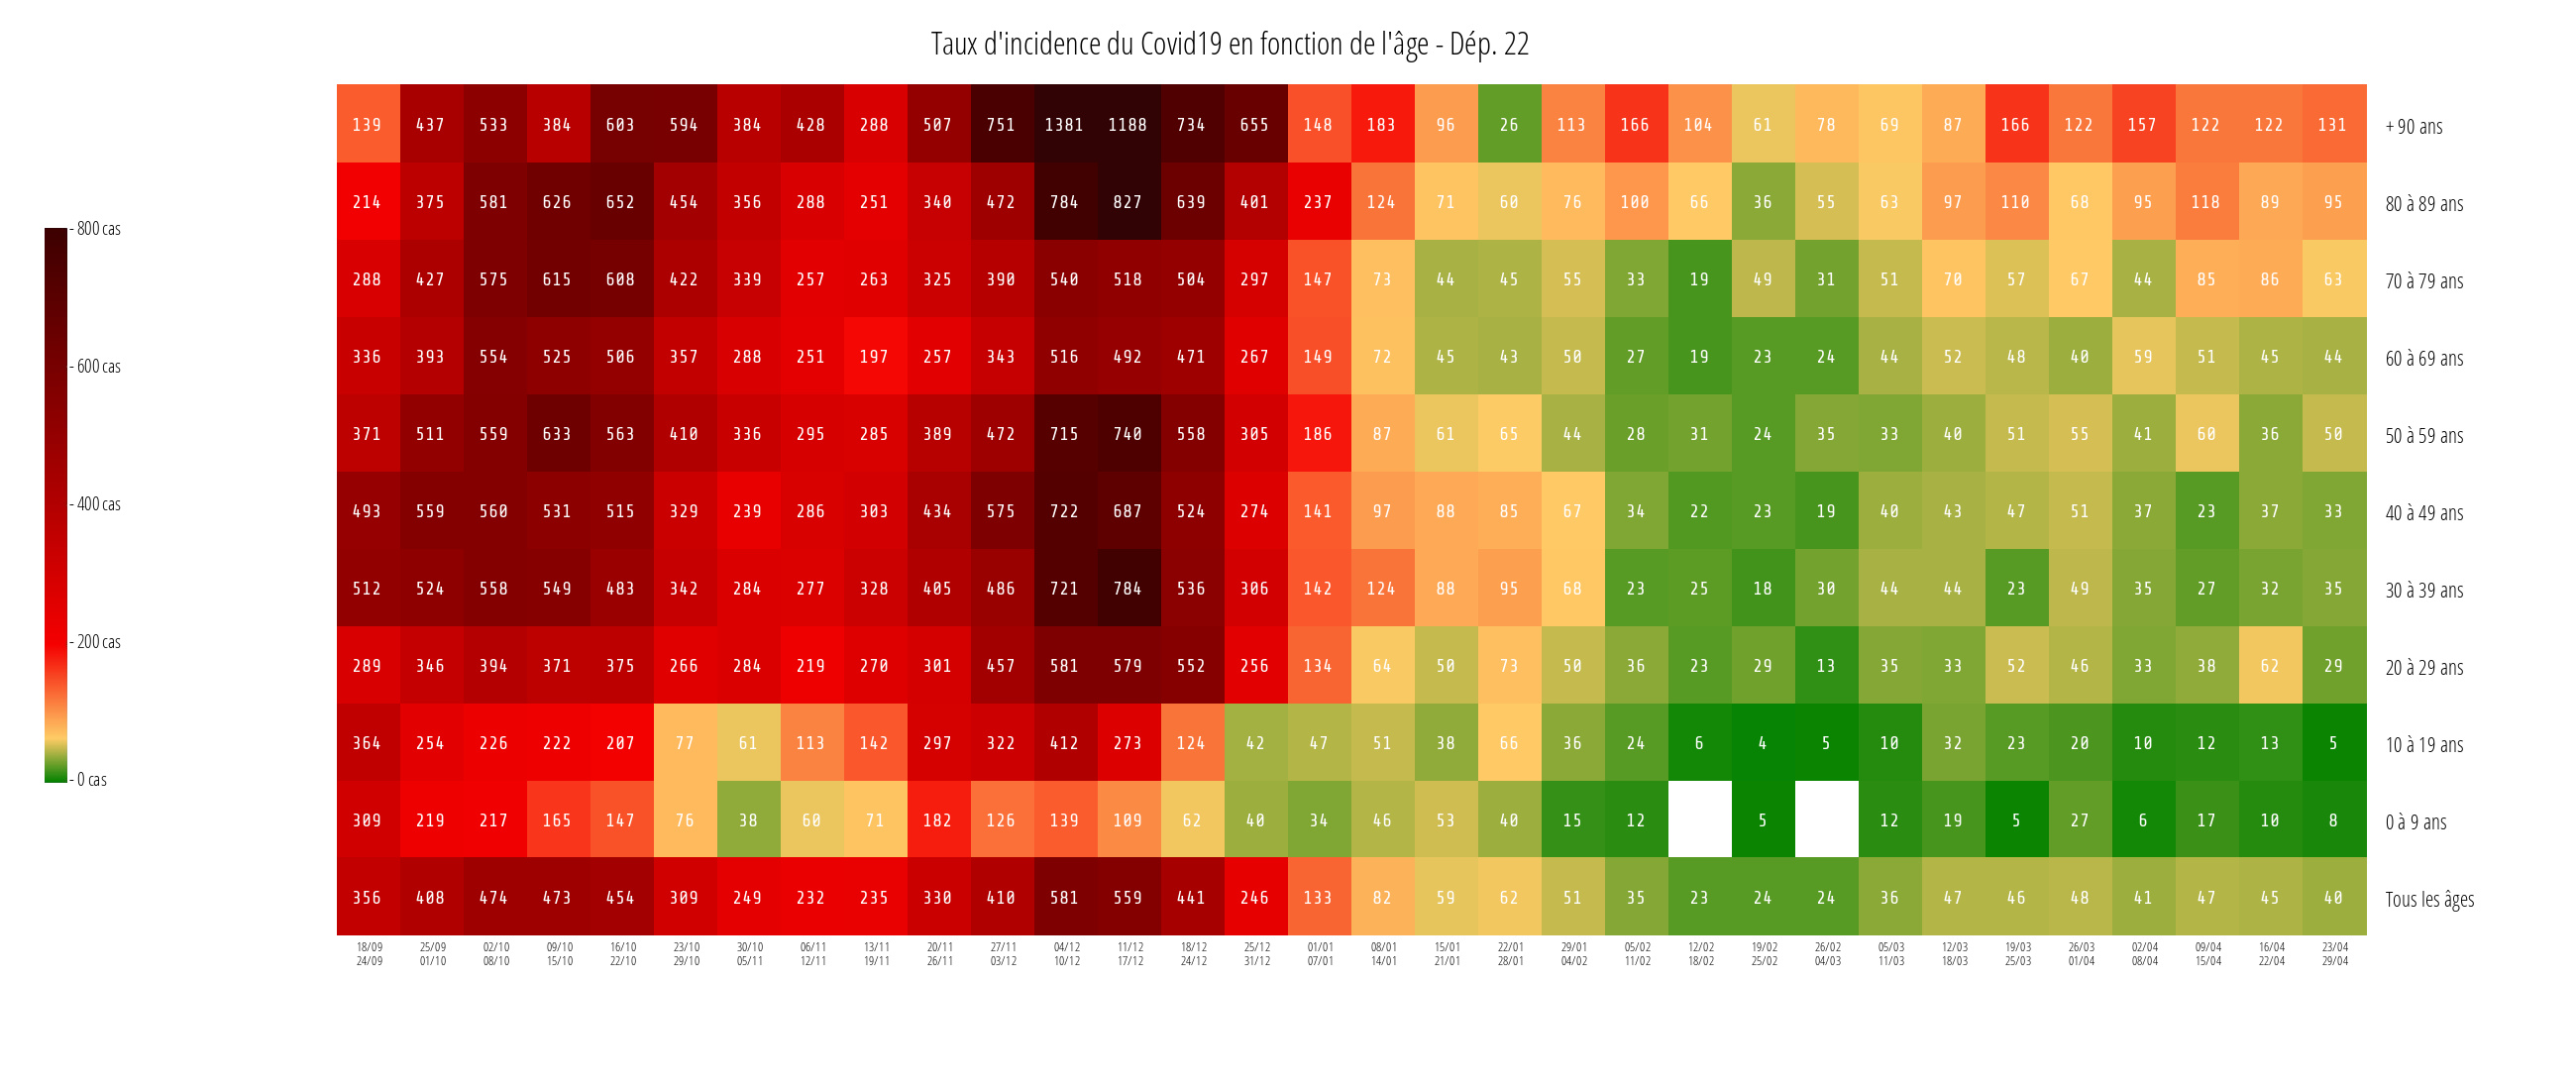 Taux d'incidence du Covid19 en fonction de l'âge - Dép. 22
139 437 533 384 603 594 384 428 288 507 751 1381 1188 734 655 148 183 96 26 113 166 104 61 78 69 87 166 122 157 122 122 131 + 90 ans
214 375 581 626 652 454 356 288 251 340 472 784 827 639 401 237 124 71 60 76 100 66 36 55 63 97 110 68 95 118 89 95 80 à 89 ans
- 800 cas
288 427 575 615 608 422 339 257 263 325 390 540 518 504 297 147 73 44 45 55 33 19 49 31 51 70 57 67 44 85 86 63 70 à 79 ans
336 393 554 525 506 357 288 251 197 257 343 516 492 471 267 149 72 45 43 50 27 19 23 24 44 52 48 40 59 51 45 44 60 à 69 ans
- 600 cas
371 511 559 633 563 410 336 295 285 389 472 715 740 558 305 186 87 61 65 44 28 31 24 35 33 40 51 55 41 60 36 50 50 à 59 ans
- 400 cas
493 559 560 531 515 329 239 286 303 434 575 722 687 524 274 141 97 88 85 67 34 22 23 19 40 43 47 51 37 23 37 33 40 à 49 ans
512 524 558 549 483 342 284 277 328 405 486 721 784 536 306 142 124 88 95 68 23 25 18 30 44 44 23 49 35 27 32 35 30 à 39 ans
- 200 cas
289 346 394 371 375 266 284 219 270 301 457 581 579 552 256 134 64 50 73 50 36 23 29 13 35 33 52 46 33 38 62 29 20 à 29 ans
364 254 226 222 207 77 61 113 142 297 322 412 273 124 42 47 51 38 66 36 24 6 4 5 10 32 23 20 10 12 13 5 10 à 19 ans
- 0 cas
309 219 217 165 147 76 38 60 71 182 126 139 109 62 40 34 46 53 40 15 12 5 12 19 5 27 6 17 10 8 0 à 9 ans
356 408 474 473 454 309 249 232 235 330 410 581 559 441 246 133 82 59 62 51 35 23 24 24 36 47 46 48 41 47 45 40 Tous les âges
18/09 25/09 02/10 09/10 16/10 23/10 30/10 06/11 13/11 20/11 27/11 04/12 11/12 18/12 25/12 01/01 08/01 15/01 22/01 29/01 05/02 12/02 19/02 26/02 05/03 12/03 19/03 26/03 02/04 09/04 16/04 23/04
24/09 01/10 08/10 15/10 22/10 29/10 05/11 12/11 19/11 26/11 03/12 10/12 17/12 24/12 31/12 07/01 14/01 21/01 28/01 04/02 11/02 18/02 25/02 04/03 11/03 18/03 25/03 01/04 08/04 15/04 22/04 29/04